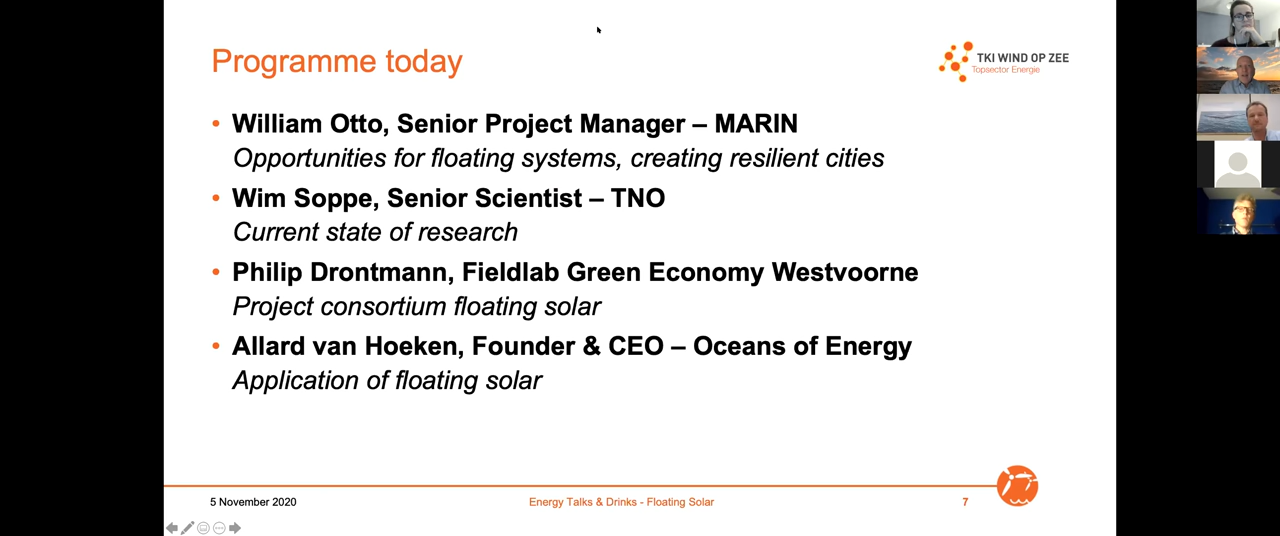 Programme today
TKI WIND OP ZEE
Topsector Energie
• William Otto, Senior Project Manager – MARIN
Opportunities for floating systems, creating resilient cities
• Wim Soppe, Senior Scientist – TNO
Current state of research
• Philip Drontmann, Fieldlab Green Economy Westvoorne
Project consortium floating solar
• Allard van Hoeken, Founder & CEO – Oceans of Energy
Application of floating solar
5 November 2020
Energy Talks & Drinks - Floating Solar
7